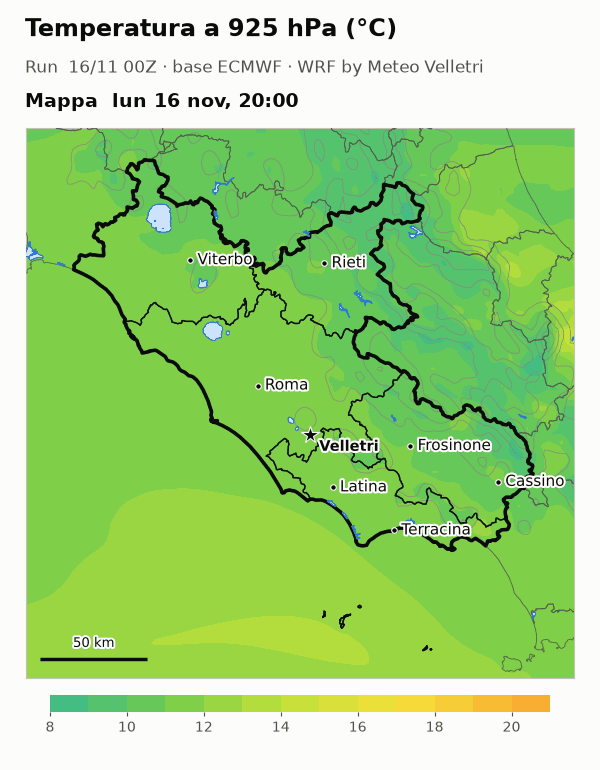 Temperatura a 925 hPa (°C)
Run  16/11 00Z · base ECMWF · WRF by Meteo Velletri
Mappa  lun 16 nov, 20:00
Viterbo
Rieti
Roma
Velletri
Frosinone
Latina
Cassino
Terracina
50 km
8 10 12 14 16 18 20